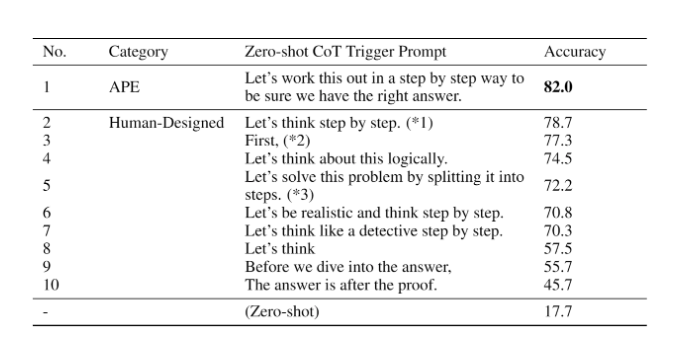 No. Category Zero-shot CoT Trigger Prompt Accuracy
1 APE Let's work this out in a step by step way to be sure we have the right answer. 82.0
2 Human-Designed Let's think step by step. (*1) 78.7
3 First, (*2) 77.3
4 Let's think about this logically. 74.5
5 Let's solve this problem by splitting it into steps. (*3) 72.2
6 Let's be realistic and think step by step. 70.8
7 Let's think like a detective step by step. 70.3
8 Let's think 57.5
9 Before we dive into the answer, 55.7
10 The answer is after the proof. 45.7
- (Zero-shot) 17.7